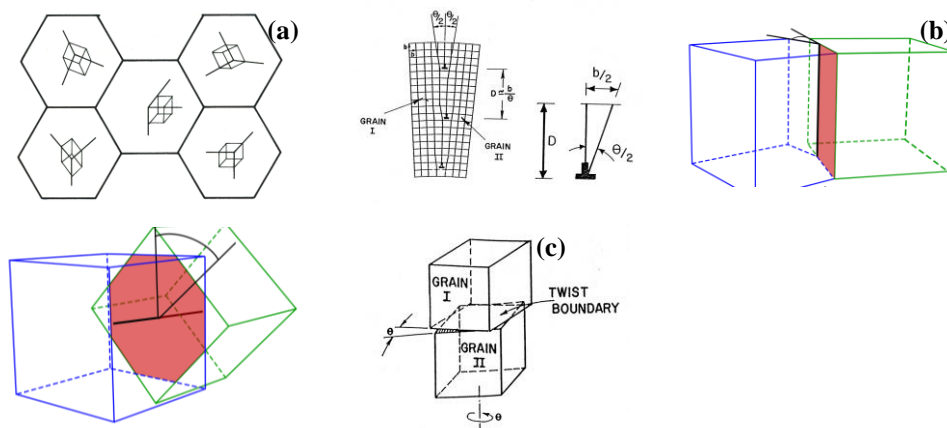 (a)
θ/2 θ/2
b
b
D ≅ b/θ
GRAIN
I
GRAIN
II
b/2
D
θ/2
(b)
(c)
GRAIN
I
TWIST
BOUNDARY
θ
GRAIN
II
θ